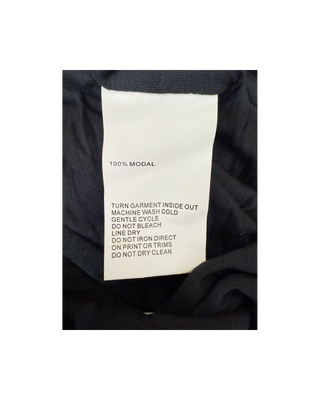 100% MODAL
TURN GARMENT INSIDE OUT
MACHINE WASH COLD
GENTLE CYCLE
DO NOT BLEACH
LINE DRY
DO NOT IRON DIRECT
ON PRINT OR TRIMS
DO NOT DRY CLEAN